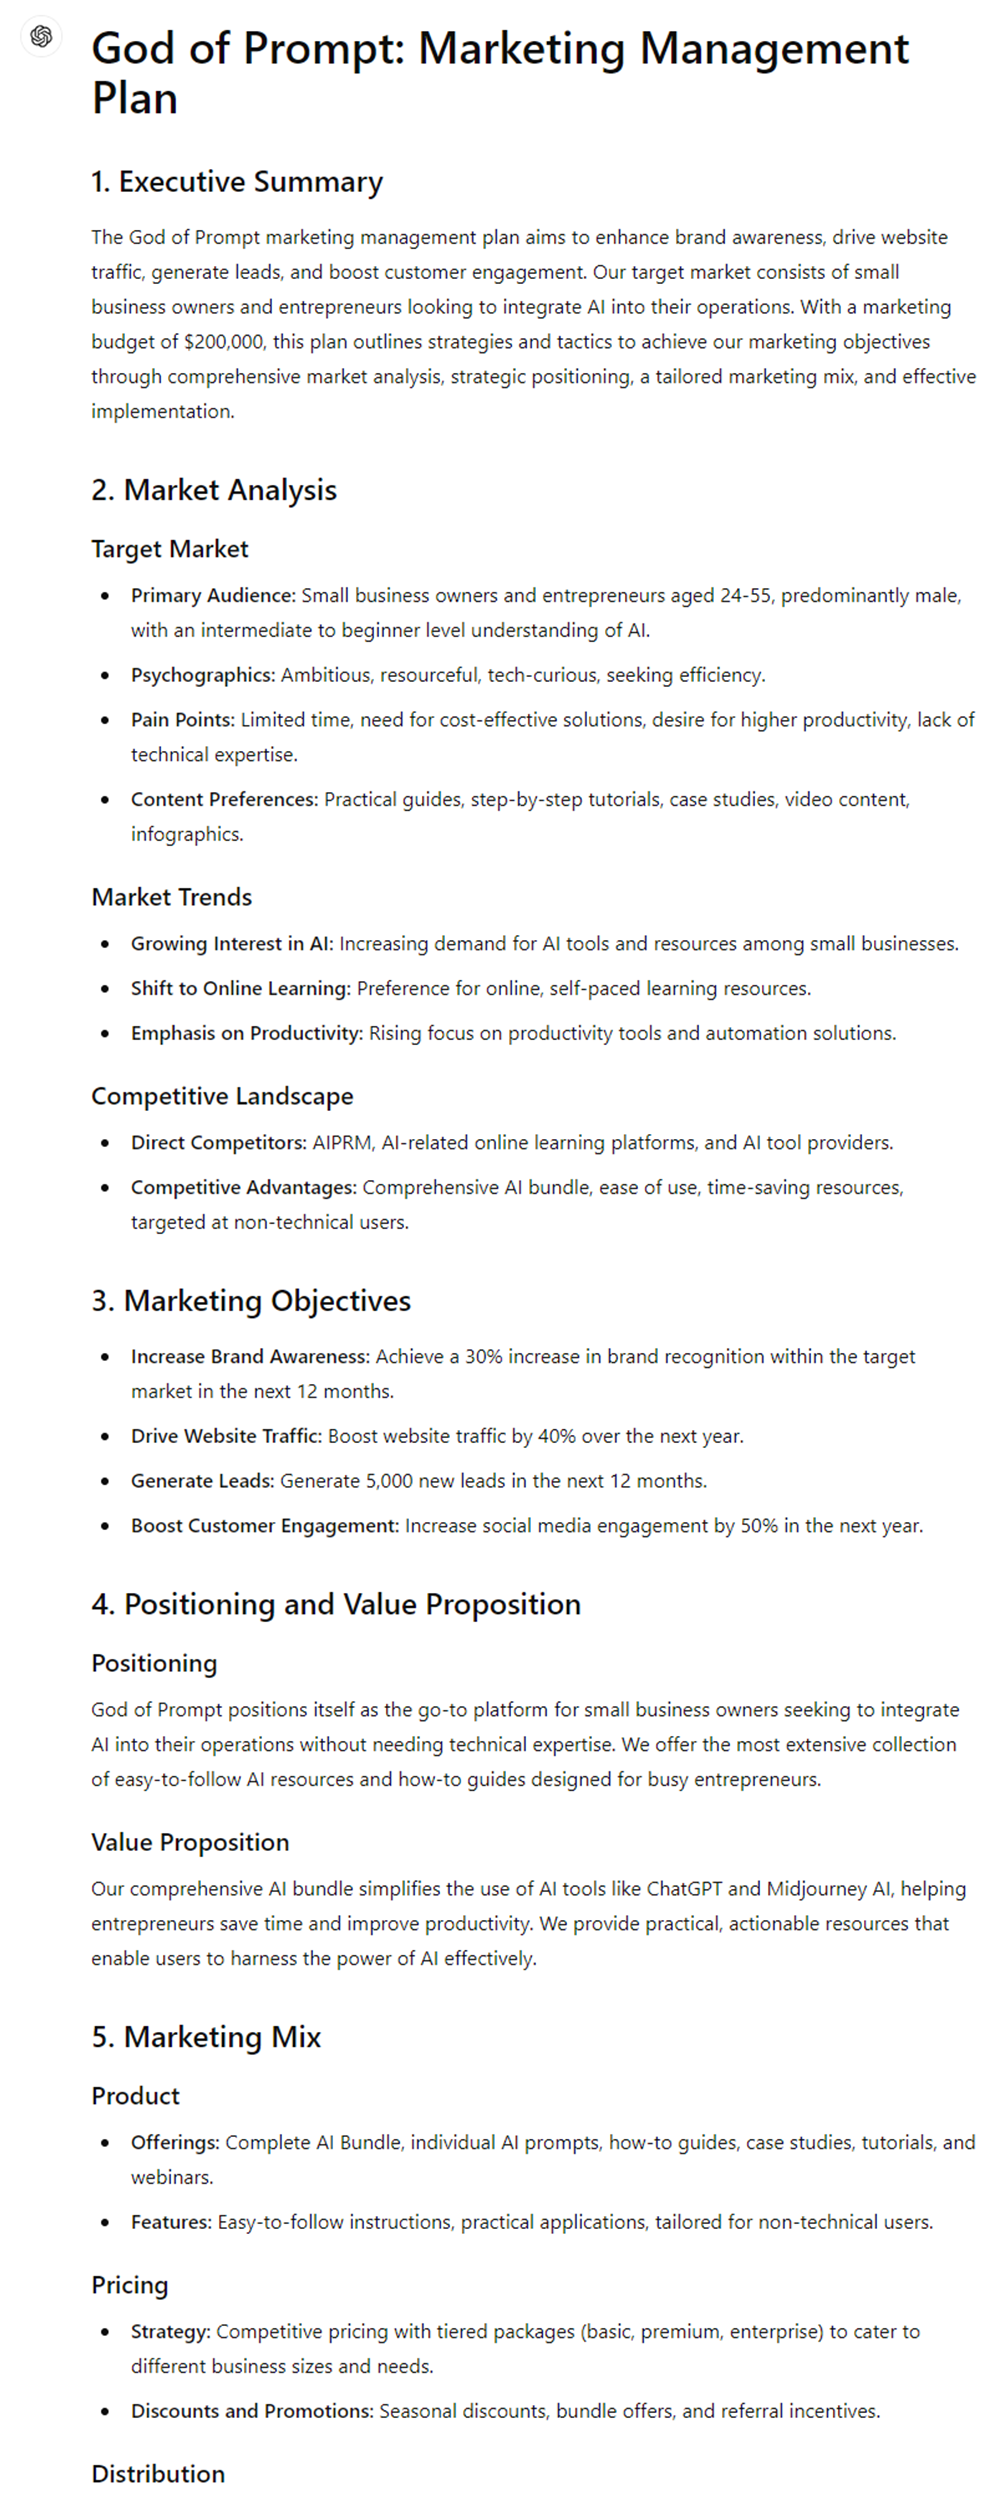 God of Prompt: Marketing Management
Plan
1. Executive Summary
The God of Prompt marketing management plan aims to enhance brand awareness, drive website
traffic, generate leads, and boost customer engagement. Our target market consists of small
business owners and entrepreneurs looking to integrate AI into their operations. With a marketing
budget of $200,000, this plan outlines strategies and tactics to achieve our marketing objectives
through comprehensive market analysis, strategic positioning, a tailored marketing mix, and effective
implementation.
2. Market Analysis
Target Market
• Primary Audience: Small business owners and entrepreneurs aged 24-55, predominantly male,
with an intermediate to beginner level understanding of AI.
• Psychographics: Ambitious, resourceful, tech-curious, seeking efficiency.
• Pain Points: Limited time, need for cost-effective solutions, desire for higher productivity, lack of
technical expertise.
• Content Preferences: Practical guides, step-by-step tutorials, case studies, video content,
infographics.
Market Trends
• Growing Interest in AI: Increasing demand for AI tools and resources among small businesses.
• Shift to Online Learning: Preference for online, self-paced learning resources.
• Emphasis on Productivity: Rising focus on productivity tools and automation solutions.
Competitive Landscape
• Direct Competitors: AIPRM, AI-related online learning platforms, and AI tool providers.
• Competitive Advantages: Comprehensive AI bundle, ease of use, time-saving resources,
targeted at non-technical users.
3. Marketing Objectives
• Increase Brand Awareness: Achieve a 30% increase in brand recognition within the target
market in the next 12 months.
• Drive Website Traffic: Boost website traffic by 40% over the next year.
• Generate Leads: Generate 5,000 new leads in the next 12 months.
• Boost Customer Engagement: Increase social media engagement by 50% in the next year.
4. Positioning and Value Proposition
Positioning
God of Prompt positions itself as the go-to platform for small business owners seeking to integrate
AI into their operations without needing technical expertise. We offer the most extensive collection
of easy-to-follow AI resources and how-to guides designed for busy entrepreneurs.
Value Proposition
Our comprehensive AI bundle simplifies the use of AI tools like ChatGPT and Midjourney AI, helping
entrepreneurs save time and improve productivity. We provide practical, actionable resources that
enable users to harness the power of AI effectively.
5. Marketing Mix
Product
• Offerings: Complete AI Bundle, individual AI prompts, how-to guides, case studies, tutorials, and
webinars.
• Features: Easy-to-follow instructions, practical applications, tailored for non-technical users.
Pricing
• Strategy: Competitive pricing with tiered packages (basic, premium, enterprise) to cater to
different business sizes and needs.
• Discounts and Promotions: Seasonal discounts, bundle offers, and referral incentives.
Distribution